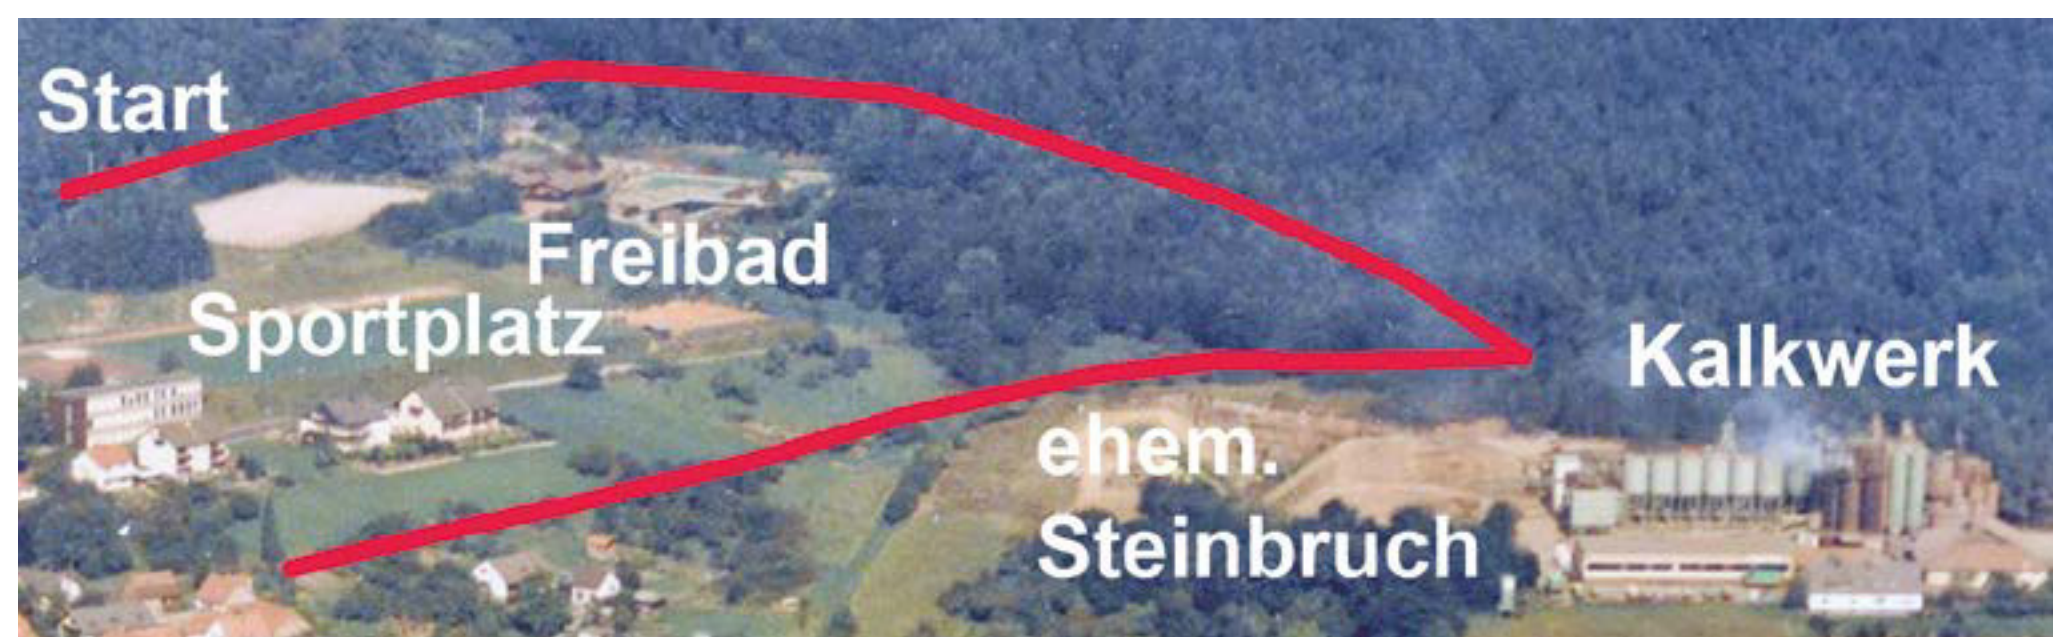 Start
Freibad
Sportplatz
Kalkwerk
ehem.
Steinbruch